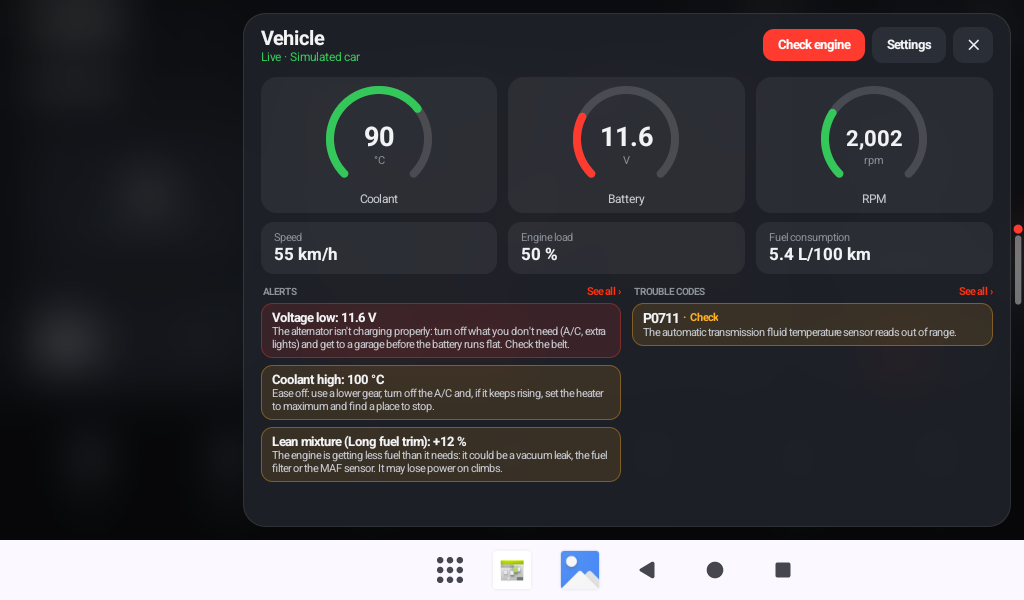 Vehicle
Live · Simulated car
Check engine
Settings
90
°C
Coolant
11.6
V
Battery
2,002
rpm
RPM
Speed
55 km/h
Engine load
50 %
Fuel consumption
5.4 L/100 km
ALERTS
See all ›
Voltage low: 11.6 V
The alternator isn't charging properly: turn off what you don't need (A/C, extra
lights) and get to a garage before the battery runs flat. Check the belt.
Coolant high: 100 °C
Ease off: use a lower gear, turn off the A/C and, if it keeps rising, set the heater
to maximum and find a place to stop.
Lean mixture (Long fuel trim): +12 %
The engine is getting less fuel than it needs: it could be a vacuum leak, the fuel
filter or the MAF sensor. It may lose power on climbs.
TROUBLE CODES
See all ›
P0711 · Check
The automatic transmission fluid temperature sensor reads out of range.